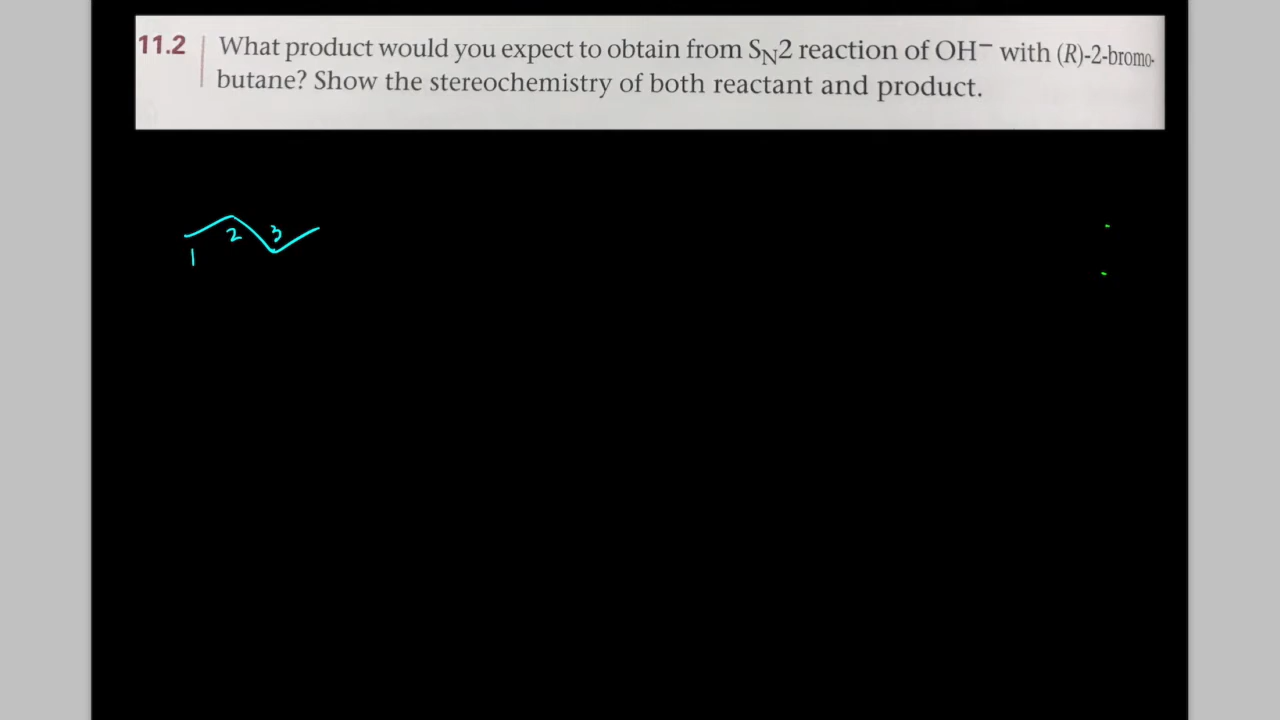 11.2 What product would you expect to obtain from SN2 reaction of OH⁻ with (R)-2-bromo-
butane? Show the stereochemistry of both reactant and product.
2 3
1